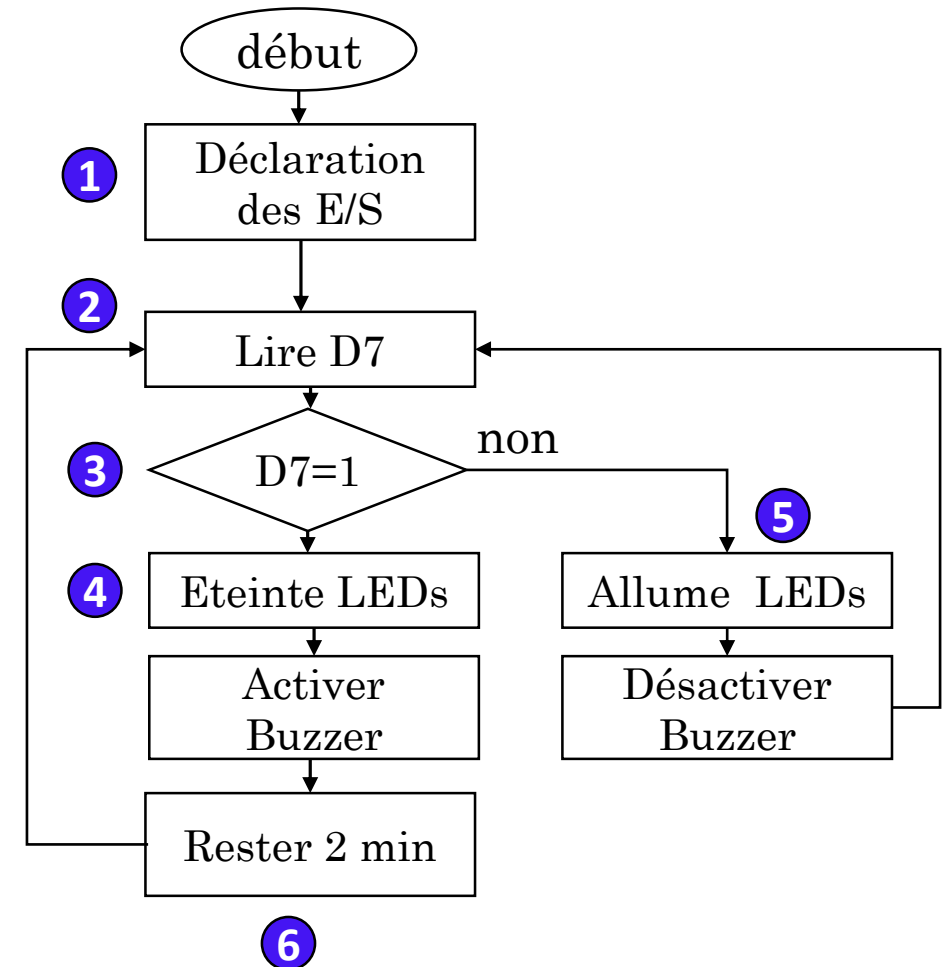 début
1
Déclaration
des E/S
2
Lire D7
3
D7=1
non
4
Eteinte LEDs
5
Allume LEDs
Activer
Buzzer
Désactiver
Buzzer
Rester 2 min
6